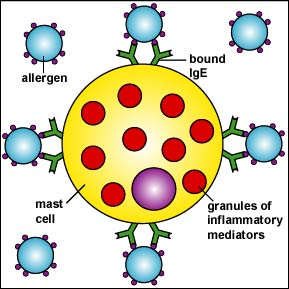 allergen
bound
IgE
mast
cell
granules of
inflammatory
mediators